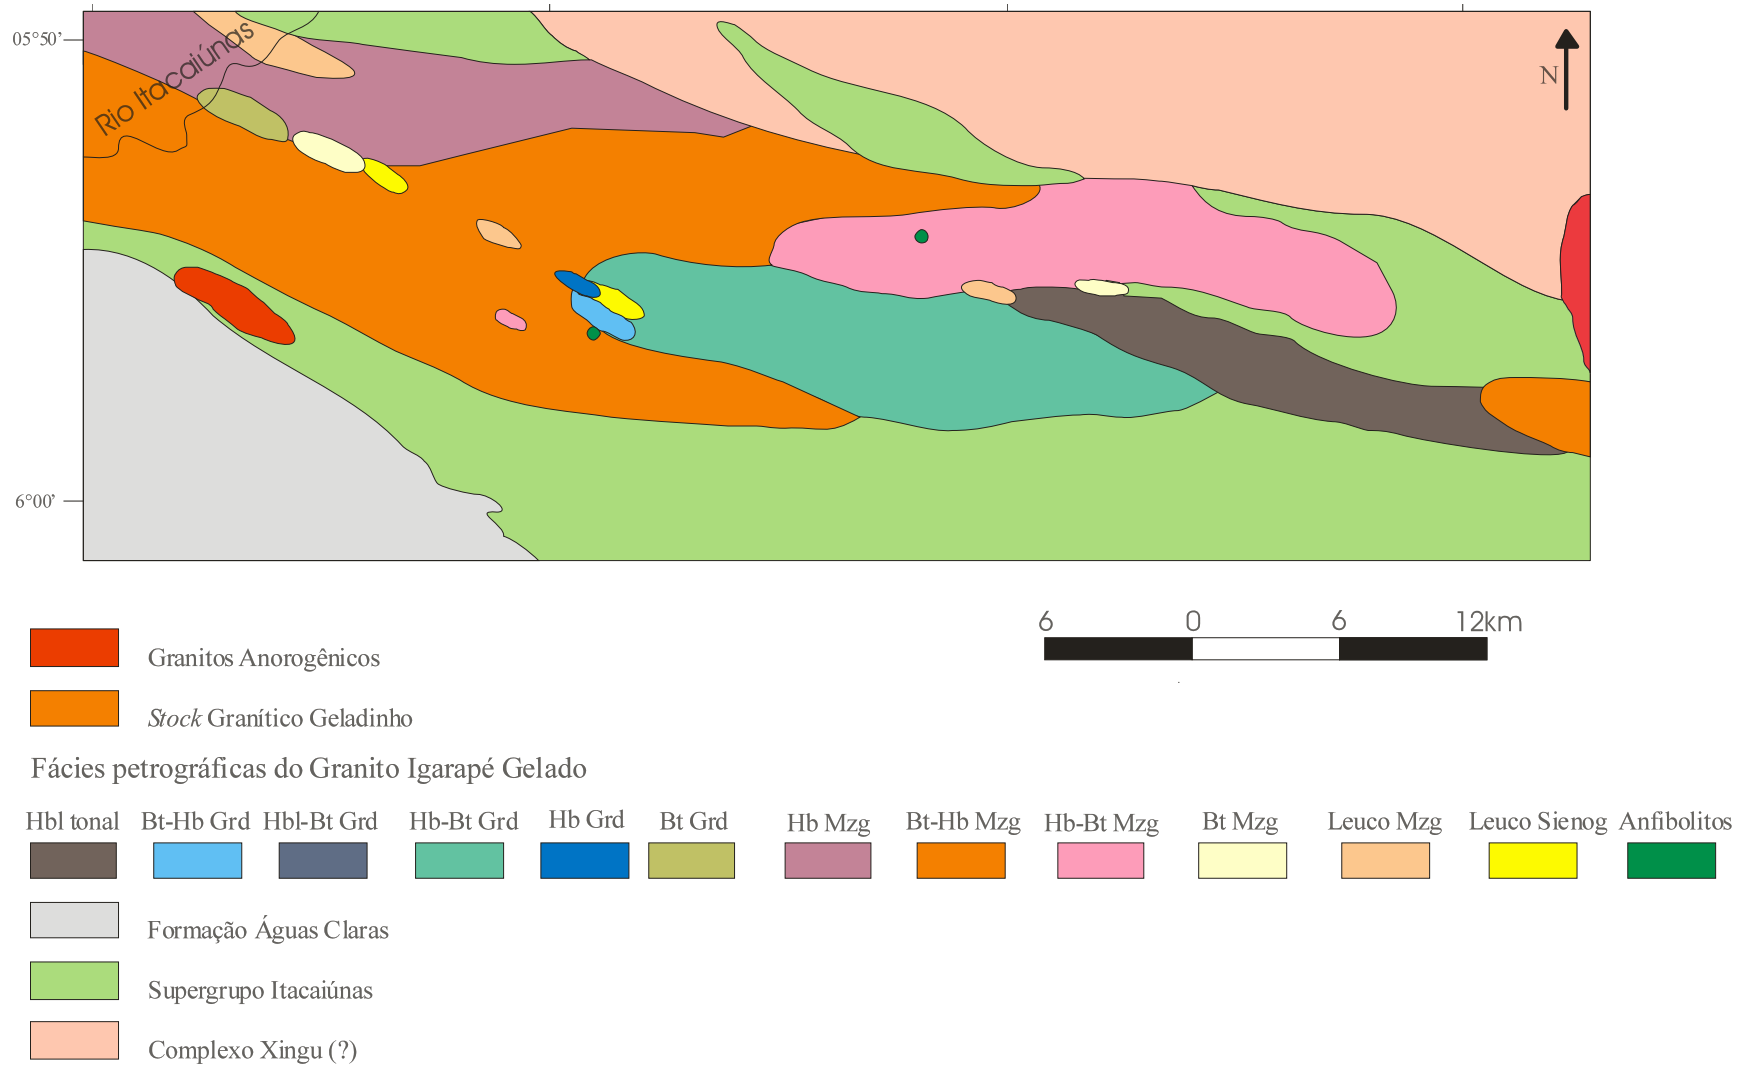 05°50’
Rio Itacaiúnas
N
6°00’
6 0 6 12km
Granitos Anorogênicos
Stock Granítico Geladinho
Fácies petrográficas do Granito Igarapé Gelado
Hbl tonal Bt-Hb Grd Hbl-Bt Grd Hb-Bt Grd Hb Grd Bt Grd Hb Mzg Bt-Hb Mzg Hb-Bt Mzg Bt Mzg Leuco Mzg Leuco Sienog Anfibolitos
Formação Águas Claras
Supergrupo Itacaiúnas
Complexo Xingu (?)